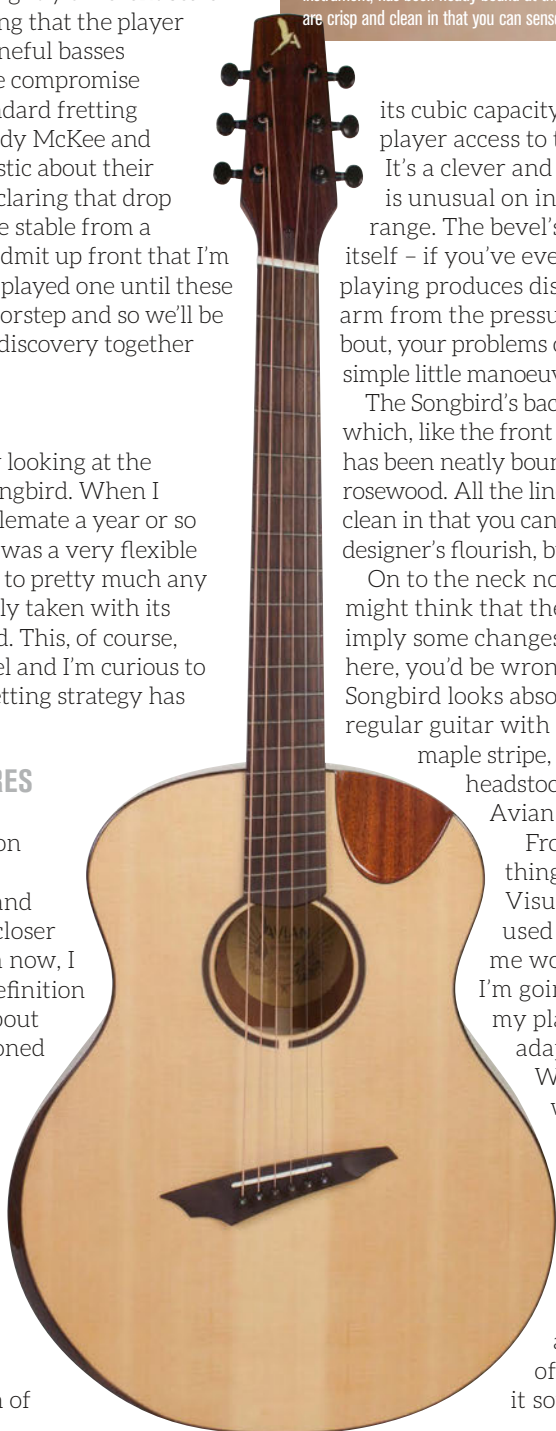 ng that the player
neful basses
e compromise
dard fretting
dy McKee and
stic about their
claring that drop
e stable from a
dmit up front that I'm
played one until these
orstep and so we'll be
discovery together
looking at the
ngbird. When I
lemate a year or so
was a very flexible
to pretty much any
ly taken with its
d. This, of course,
el and I'm curious to
etting strategy has
RES
on
and
closer
n now, I
efinition
bout
oned
n of
are crisp and clean in that you can sense
its cubic capacity
player access to t
It's a clever and
is unusual on in
range. The bevel's
itself – if you've eve
playing produces dis
arm from the pressu
bout, your problems o
simple little manoeuv
The Songbird's bac
which, like the front
has been neatly boun
rosewood. All the lin
clean in that you can
designer's flourish, b
On to the neck no
might think that the
imply some changes
here, you'd be wron
Songbird looks abso
regular guitar with
maple stripe,
headstoc
Avian
Fro
thing
Visu
used
me wo
I'm goin
my pla
adap
W
of
it so
AVIAN